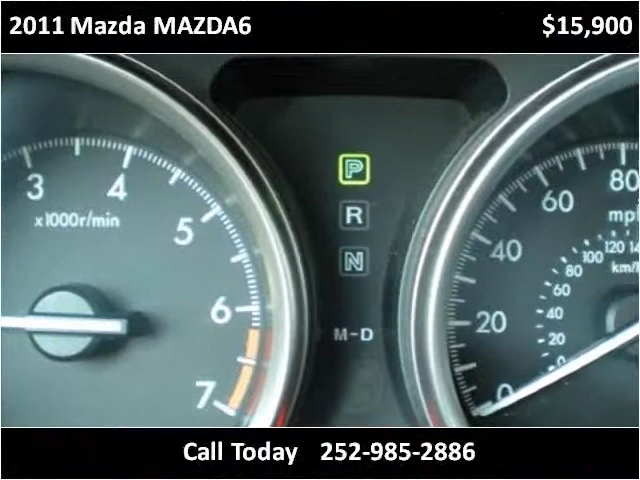 2011 Mazda MAZDA6 $15,900
P
R
N
M-D
3 4 5 6 7
x1000r/min
0 20 40 60 80
mph
0 20 40 60 80 100 120
km/h
Call Today 252-985-2886